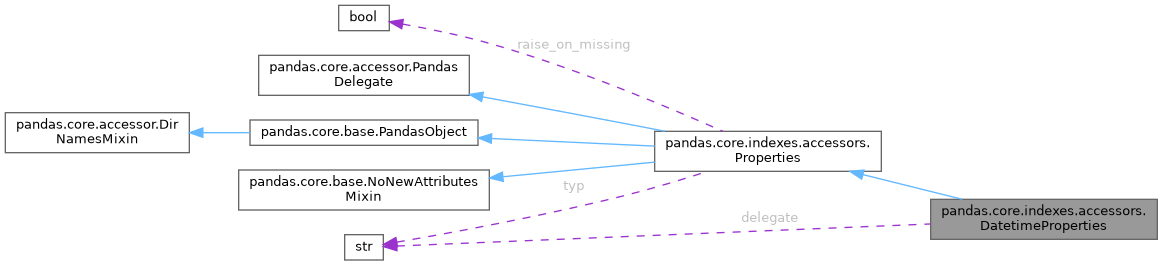 bool
raise_on_missing
pandas.core.accessor.Pandas
Delegate
pandas.core.accessor.Dir
NamesMixin
pandas.core.base.PandasObject
pandas.core.indexes.accessors.
Properties
pandas.core.base.NoNewAttributes
Mixin
typ
delegate
pandas.core.indexes.accessors.
DatetimeProperties
str